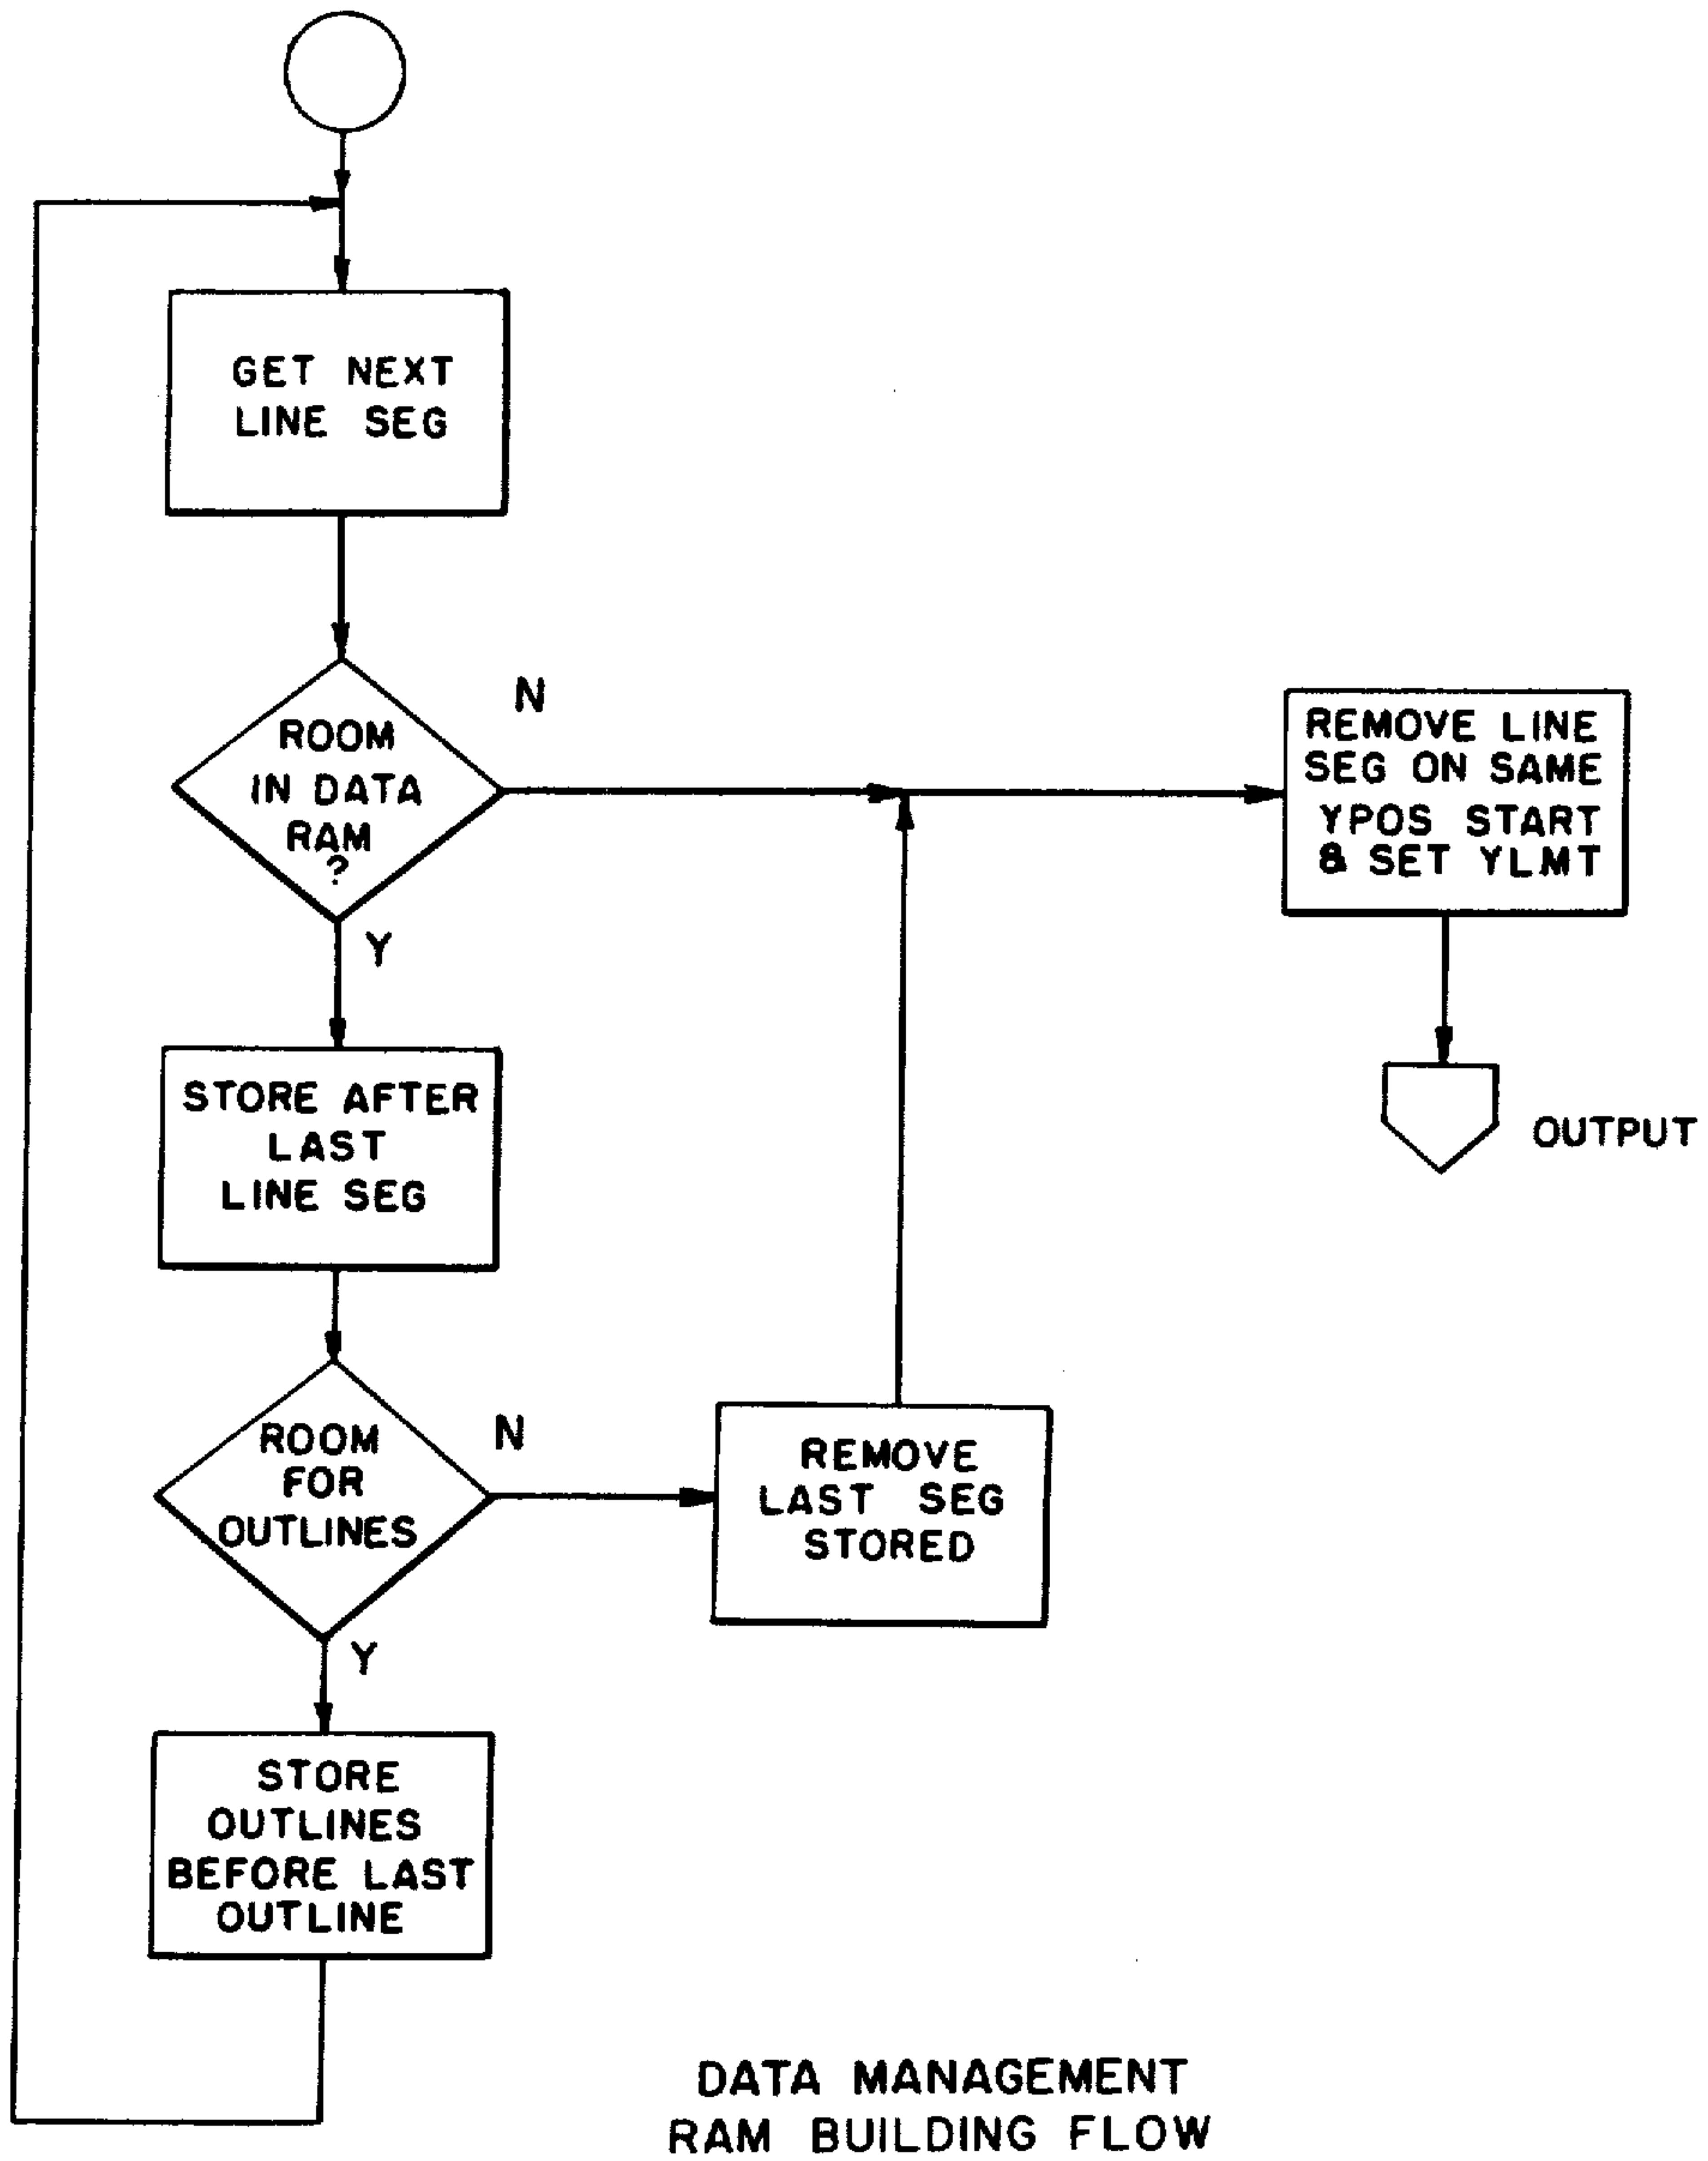 GET NEXT
LINE SEG
ROOM
IN DATA
RAM
?
N
Y
REMOVE LINE
SEG ON SAME
YPOS START
& SET YLMT
OUTPUT
STORE AFTER
LAST
LINE SEG
ROOM
FOR
OUTLINES
N
Y
REMOVE
LAST SEG
STORED
STORE
OUTLINES
BEFORE LAST
OUTLINE
DATA MANAGEMENT
RAM BUILDING FLOW